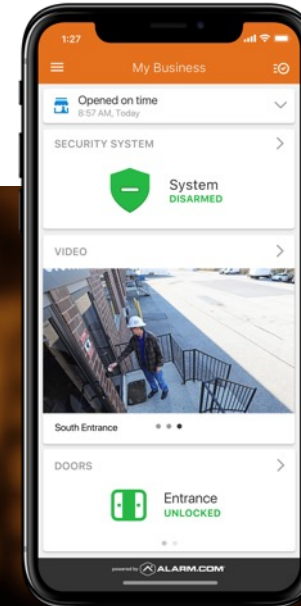 1:27
My Business
Opened on time
8:57 AM, Today
SECURITY SYSTEM
System
DISARMED
VIDEO
South Entrance
DOORS
Entrance
UNLOCKED
powered by ALARM.COM